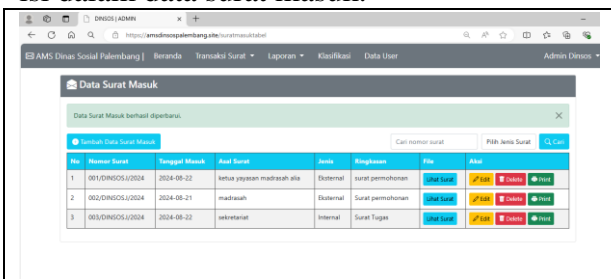 DINSOS | ADMIN
https://amsdinsospalembang.site/suratmasuktabel
AMS Dinas Sosial Palembang | Beranda Transaksi Surat Laporan Klasifikasi Data User Admin Dinsos
Data Surat Masuk
Data Surat Masuk berhasil diperbarui.
Tambah Data Surat Masuk Cari nomor surat Pilih Jenis Surat Cari
No Nomor Surat Tanggal Masuk Asal Surat Jenis Ringkasan File Aksi
1 001/DINSOS.J/2024 2024-08-22 ketua yayasan madrasah alia Eksternal surat permohonan Lihat Surat Edit Delete Print
2 002/DINSOS.J/2024 2024-08-21 madrasah Eksternal Surat permohonan Lihat Surat Edit Delete Print
3 003/DINSOS.J/2024 2024-08-22 sekretariat Internal Surat Tugas Lihat Surat Edit Delete Print